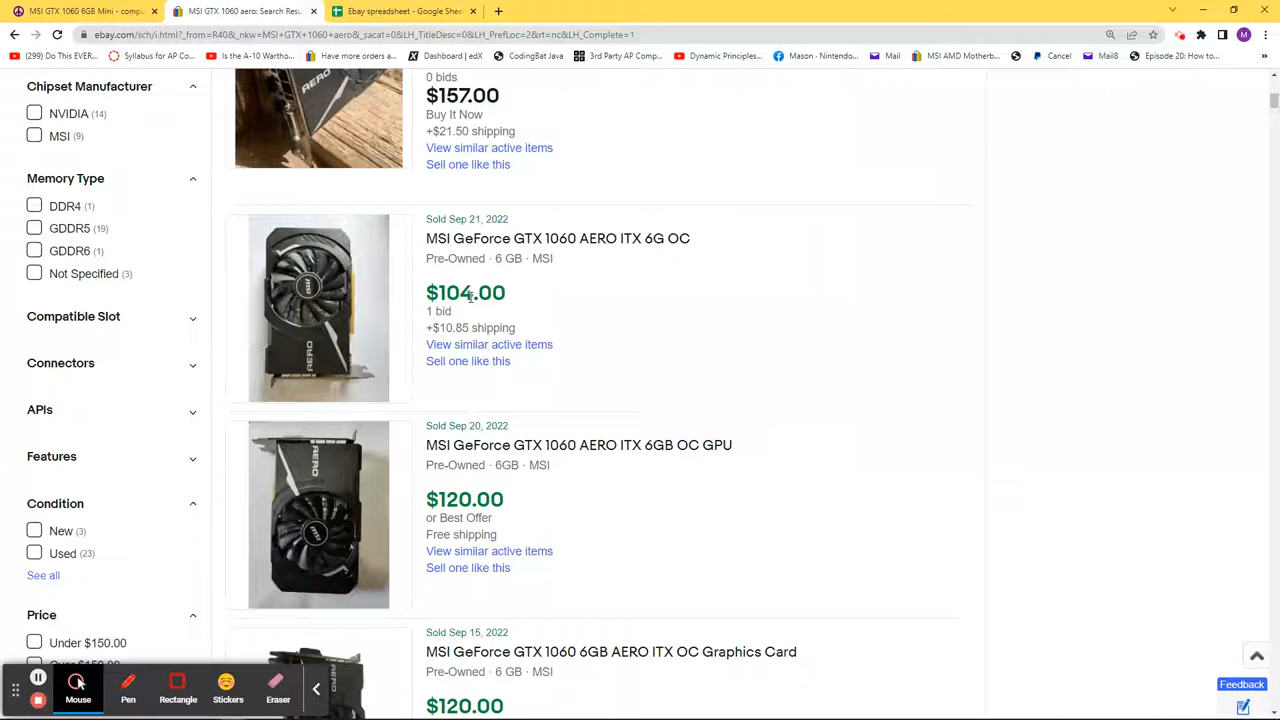 MSI GTX 1060 6GB Mini - compu
MSI GTX 1060 aero: Search Resu
Ebay spreadsheet - Google Shee
ebay.com/sch/i.html?_from=R40&_nkw=MSI+GTX+1060+aero&_sacat=0&LH_TitleDesc=0&LH_PrefLoc=2&rt=nc&LH_Complete=1
M
(299) Do This EVER...
Syllabus for AP Co...
Is the A-10 Wartho...
Have more orders a...
Dashboard | edX
CodingBat Java
3rd Party AP Comp...
Dynamic Principles...
Mason - Nintendo...
Mail
MSI AMD Motherb...
Cancel
Mail8
Episode 20: How to...
Chipset Manufacturer
NVIDIA (14)
MSI (9)
Memory Type
DDR4 (1)
GDDR5 (19)
GDDR6 (1)
Not Specified (3)
Compatible Slot
Connectors
APIs
Features
Condition
New (3)
Used (23)
See all
Price
Under $150.00
AERO
0 bids
$157.00
Buy It Now
+$21.50 shipping
View similar active items
Sell one like this
msi
AERO
Sold Sep 21, 2022
MSI GeForce GTX 1060 AERO ITX 6G OC
Pre-Owned · 6 GB · MSI
$104.00
1 bid
+$10.85 shipping
View similar active items
Sell one like this
AERO
msi
Sold Sep 20, 2022
MSI GeForce GTX 1060 AERO ITX 6GB OC GPU
Pre-Owned · 6GB · MSI
$120.00
or Best Offer
Free shipping
View similar active items
Sell one like this
Sold Sep 15, 2022
MSI GeForce GTX 1060 6GB AERO ITX OC Graphics Card
Pre-Owned · 6 GB · MSI
$120.00
Feedback
Mouse
Pen
Rectangle
Stickers
Eraser